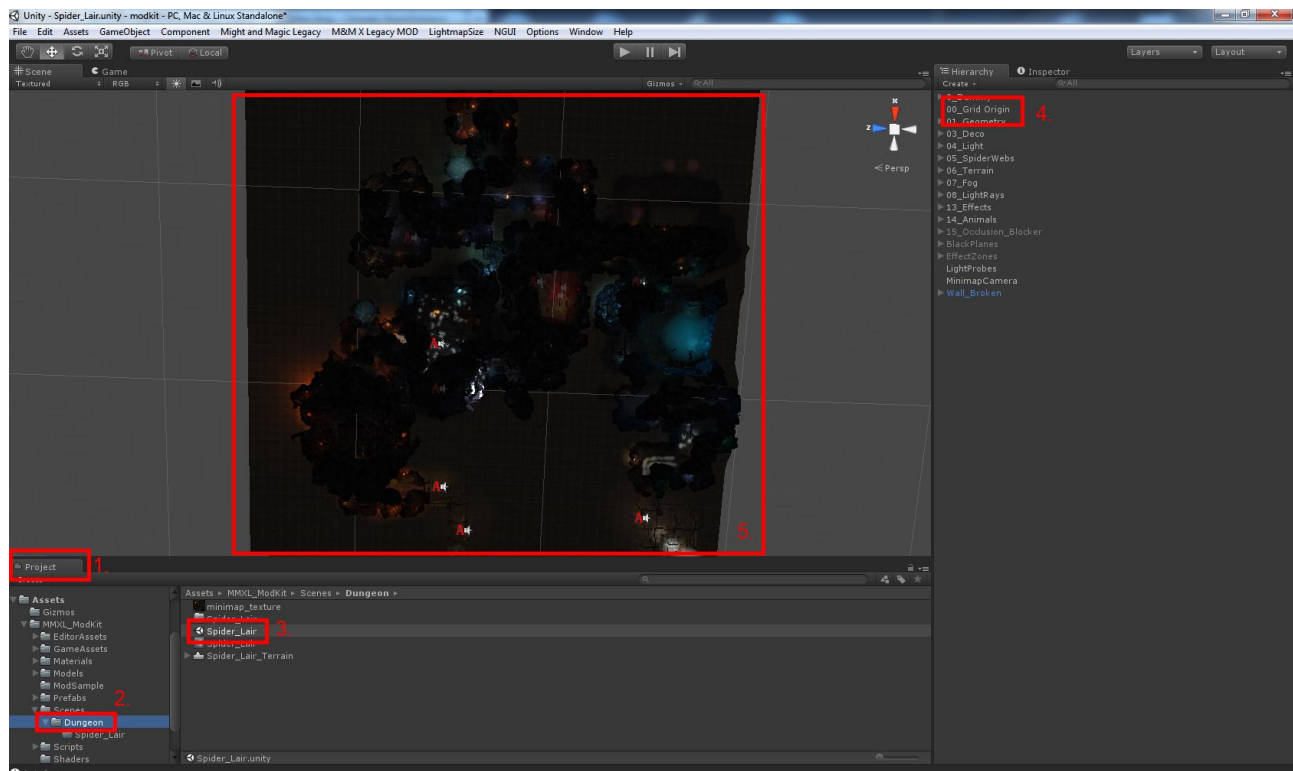 Unity - Spider_Lair.unity - modkit - PC, Mac & Linux Standalone*
File Edit Assets GameObject Component Might and Magic Legacy M&M X Legacy MOD LightmapSize NGUI Options Window Help
Pivot Local Layers Layout
Scene Game
Textured RGB Gizmos All
x
z
Persp
A
A
A
A
A
A
A
5.
Hierarchy Inspector
Create All
00_Grid Origin 4.
01_Geometry
03_Deco
04_Light
05_SpiderWebs
06_Terrain
07_Fog
08_LightRays
13_Effects
14_Animals
15_Occlusion_Blocker
BlackPlanes
EffectZones
LightProbes
MinimapCamera
Wall_Broken
Project 1.
Assets
Gizmos
MMXL_ModKit
EditorAssets
GameAssets
Materials
Models
ModSample
Prefabs 2.
Scenes
Dungeon
Spider_Lair
Scripts
Shaders
Assets MMXL_ModKit Scenes Dungeon
minimap_texture
Spider_Lair
Spider_Lair 3.
Spider_Lair
Spider_Lair_Terrain
Spider_Lair.unity